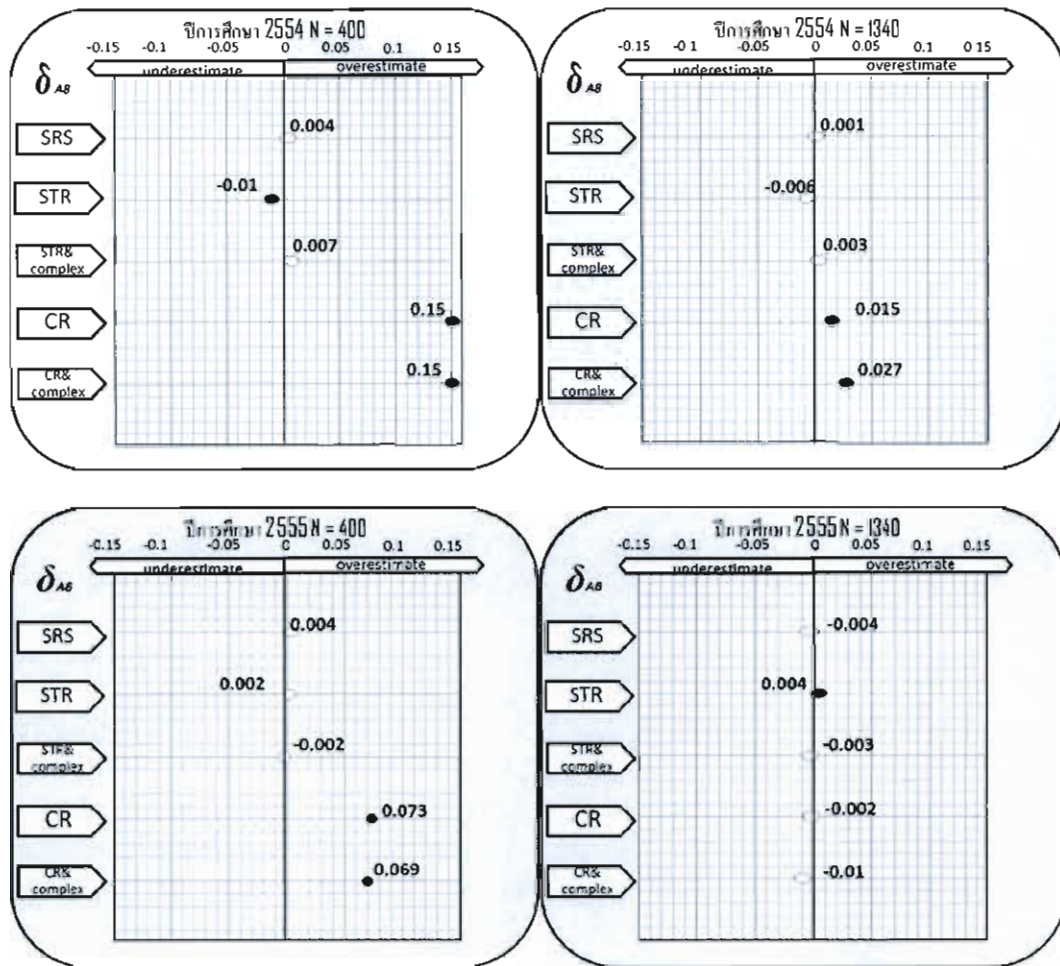 ปีการศึกษา 2554 N = 400
-0.15 -0.1 -0.05 0 0.05 0.1 0.15
underestimate overestimate
δAB
SRS 0.004
STR -0.01
STR&
complex 0.007
CR 0.15
CR&
complex 0.15
ปีการศึกษา 2554 N = 1340
-0.15 -0.1 -0.05 0 0.05 0.1 0.15
underestimate overestimate
δAB
SRS 0.001
STR -0.006
STR&
complex 0.003
CR 0.015
CR&
complex 0.027
ปีการศึกษา 2555 N = 400
-0.15 -0.1 -0.05 0 0.05 0.1 0.15
underestimate overestimate
δAB
SRS 0.004
STR 0.002
STR&
complex -0.002
CR 0.073
CR&
complex 0.069
ปีการศึกษา 2555 N = 1340
-0.15 -0.1 -0.05 0 0.05 0.1 0.15
underestimate overestimate
δAB
SRS -0.004
STR 0.004
STR&
complex -0.003
CR -0.002
CR&
complex -0.01